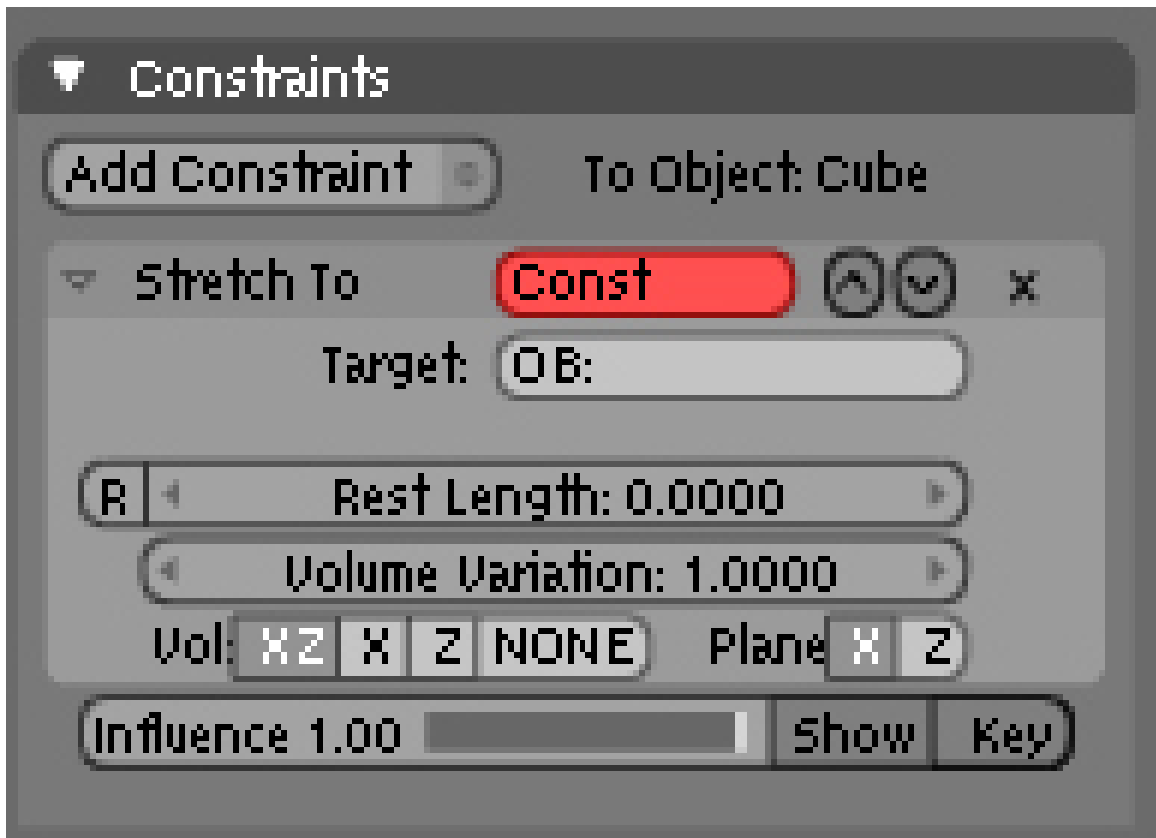 Constraints
Add Constraint To Object: Cube
Stretch To Const x
Target: OB:
R Rest Length: 0.0000
Volume Variation: 1.0000
Vol: XZ X Z NONE Plane X Z
Influence 1.00 Show Key